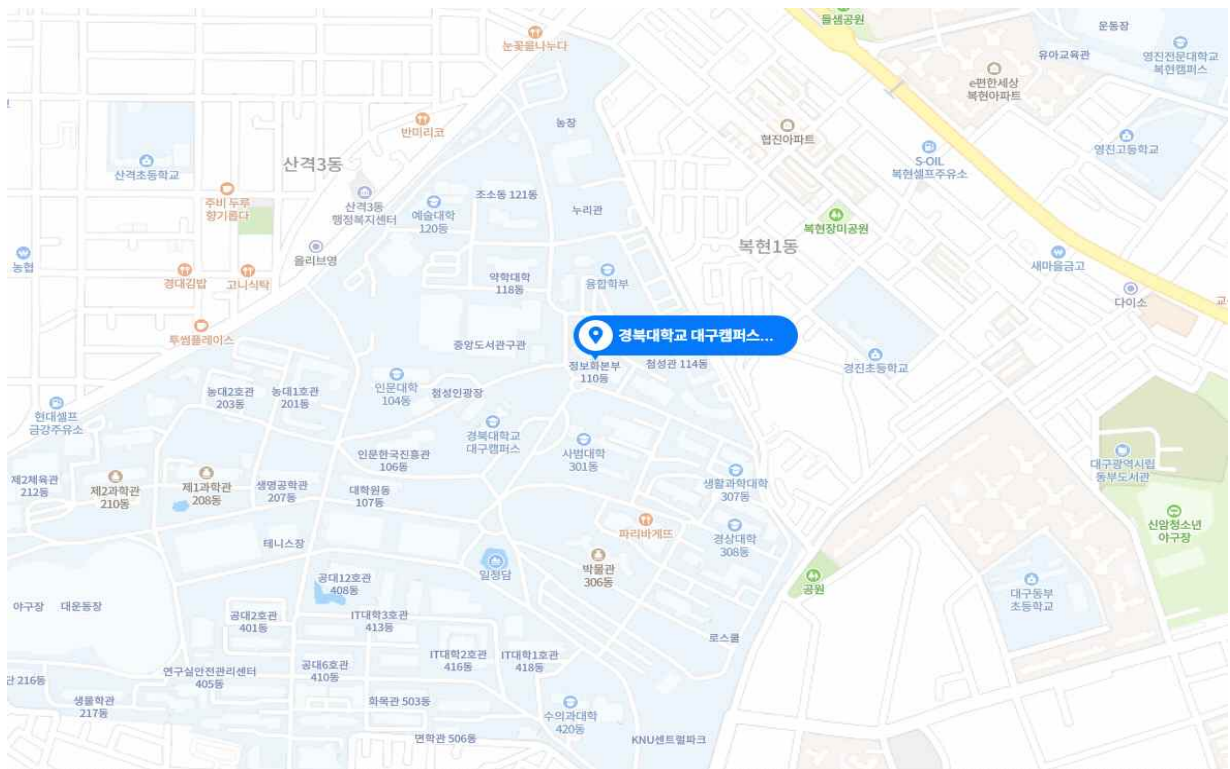 돌샘공원
운동장
영진전문대학교
복현캠퍼스
유아교육관
눈꽃을나누다
e편한세상
복현아파트
반미리코
농장
협진아파트
S-OIL
복현셀프주유소
영진고등학교
산격3동
산격초등학교
주비 두루
향기롭다
산격3동
행정복지센터
예술대학
120동
조소동 121동
누리관
복현장미공원
복현1동
올리브영
농협
경대김밥
고니식탁
약학대학
118동
융합학부
새마을금고
다이소
교
투썸플레이스
중앙도서관구관
경북대학교 대구캠퍼스...
정보화본부
110동
첨성관 114동
경진초등학교
농대2호관
203동
농대1호관
201동
인문대학
104동
첨성인광장
현대셀프
금강주유소
경북대학교
대구캠퍼스
사범대학
301동
인문한국진흥관
106동
대구광역시립
동부도서관
제2체육관
212동
제2과학관
210동
제1과학관
208동
생명공학관
207동
대학원동
107동
생활과학대학
307동
신암청소년
야구장
파리바게뜨
경상대학
308동
테니스장
일청담
박물관
306동
공원
대구동부
초등학교
공대12호관
408동
야구장
대운동장
공대2호관
401동
IT대학3호관
413동
로스쿨
IT대학2호관
416동
IT대학1호관
418동
연구실안전관리센터
405동
공대6호관
410동
단 216동
생물학관
217동
화목관 503동
수의과대학
420동
면학관 506동
KNU센트럴파크